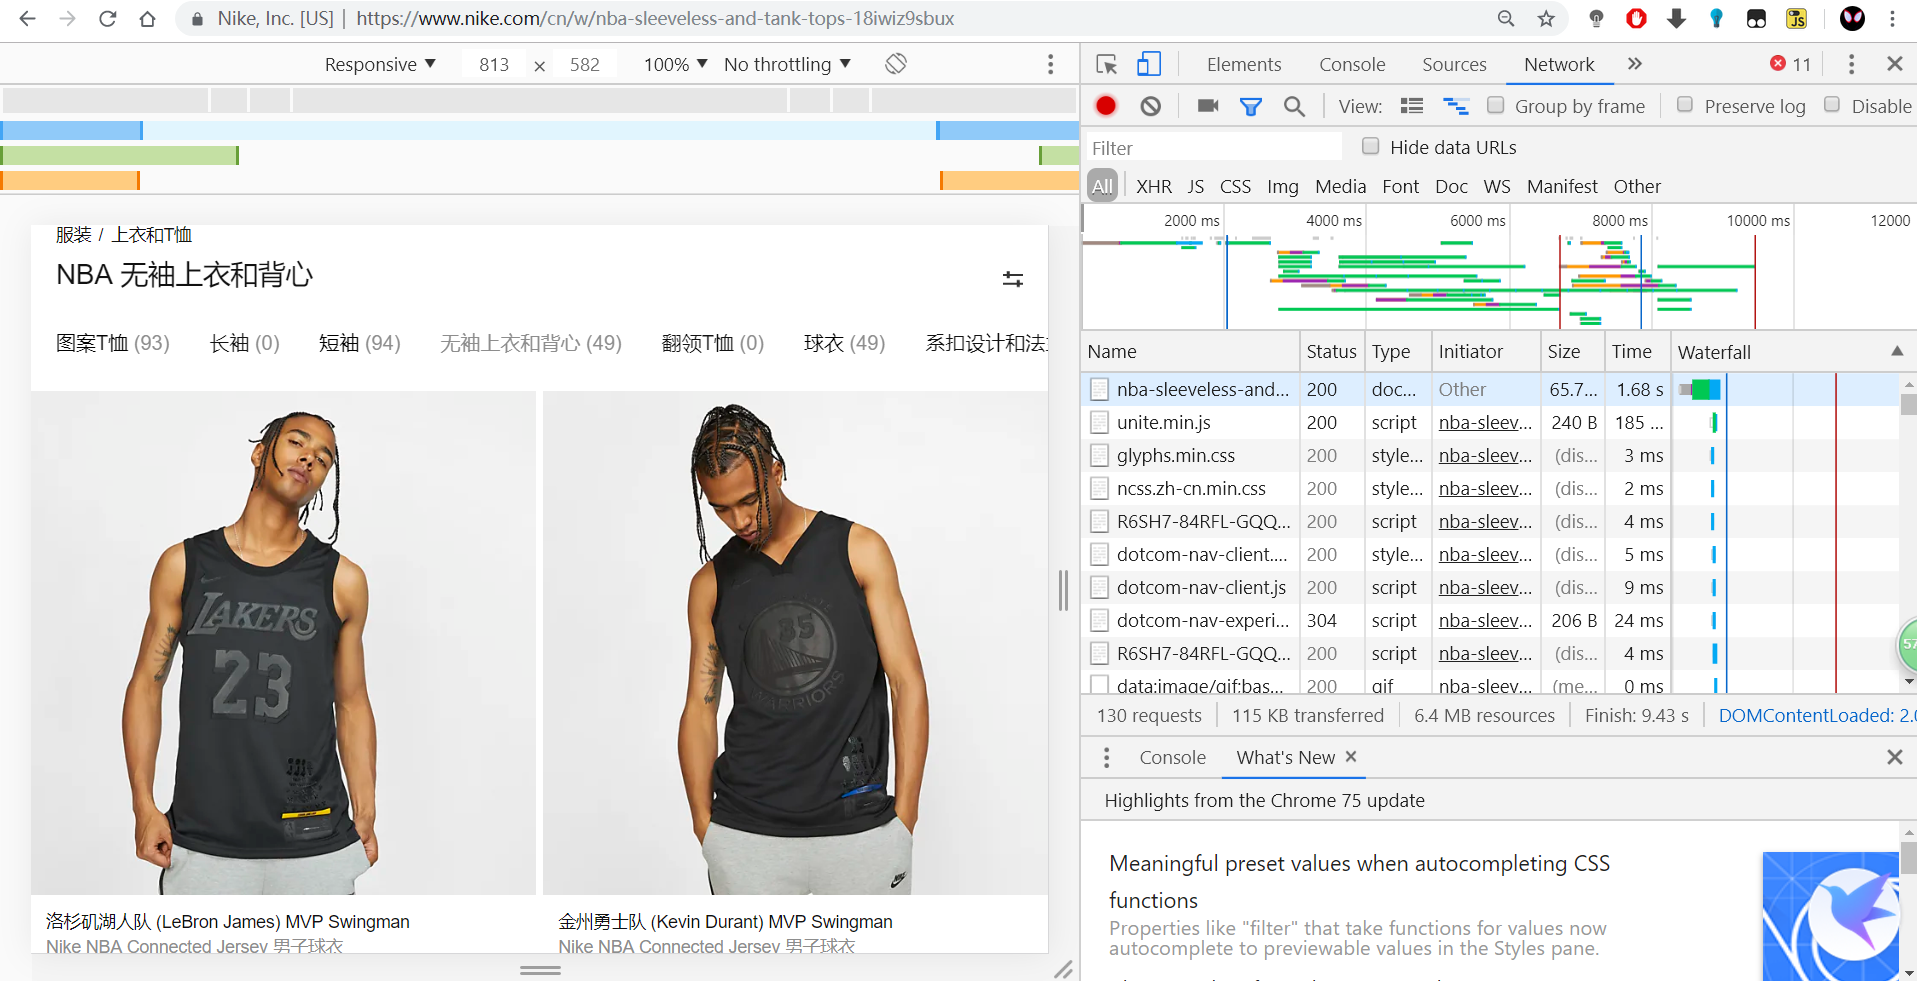 Nike, Inc. [US] | https://www.nike.com/cn/w/nba-sleeveless-and-tank-tops-18iwiz9sbux
Responsive ▼ 813 × 582 100% ▼ No throttling ▼
Elements Console Sources Network » 11
View: Group by frame Preserve log Disable
Filter Hide data URLs
All XHR JS CSS Img Media Font Doc WS Manifest Other
2000 ms 4000 ms 6000 ms 8000 ms 10000 ms 12000
服装 / 上衣和T恤
NBA 无袖上衣和背心
图案T恤 (93) 长袖 (0) 短袖 (94) 无袖上衣和背心 (49) 翻领T恤 (0) 球衣 (49) 系扣设计和法
LAKERS
23
35
WARRIORS
洛杉矶湖人队 (LeBron James) MVP Swingman
Nike NBA Connected Jersey 男子球衣
金州勇士队 (Kevin Durant) MVP Swingman
Nike NBA Connected Jersey 男子球衣
Name Status Type Initiator Size Time Waterfall
nba-sleeveless-and... 200 doc... Other 65.7... 1.68 s
unite.min.js 200 script nba-sleev... 240 B 185 ...
glyphs.min.css 200 style... nba-sleev... (dis... 3 ms
ncss.zh-cn.min.css 200 style... nba-sleev... (dis... 2 ms
R6SH7-84RFL-GQQ... 200 script nba-sleev... (dis... 4 ms
dotcom-nav-client.... 200 style... nba-sleev... (dis... 5 ms
dotcom-nav-client.js 200 script nba-sleev... (dis... 9 ms
dotcom-nav-experi... 304 script nba-sleev... 206 B 24 ms
R6SH7-84RFL-GQQ... 200 script nba-sleev... (dis... 4 ms
data:image/gif;bas... 200 gif nba-sleev... (me... 0 ms
57
130 requests 115 KB transferred 6.4 MB resources Finish: 9.43 s DOMContentLoaded: 2.0
Console What's New ×
Highlights from the Chrome 75 update
Meaningful preset values when autocompleting CSS
functions
Properties like "filter" that take functions for values now
autocomplete to previewable values in the Styles pane.